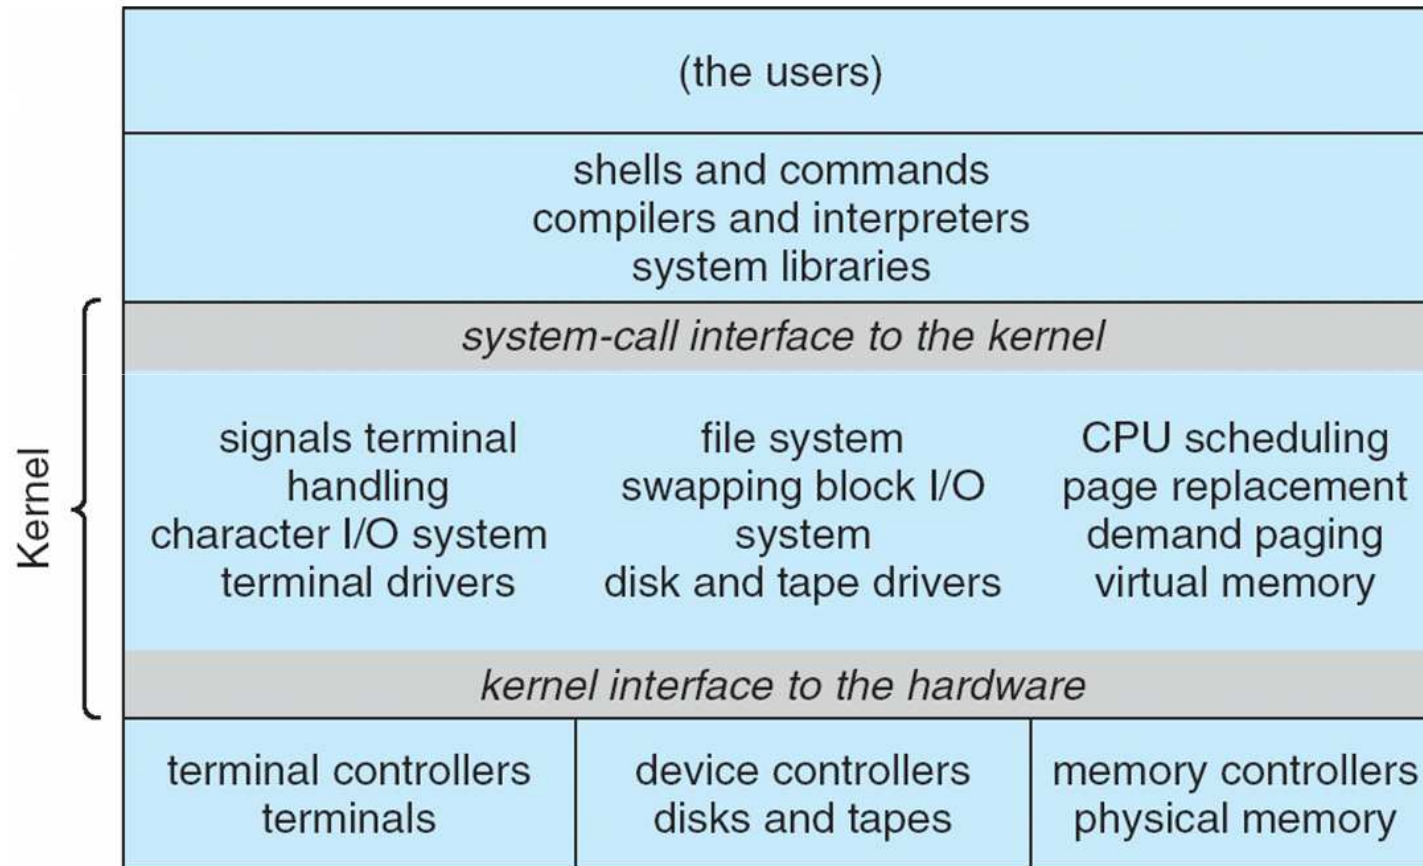 (the users)
shells and commands
compilers and interpreters
system libraries
Kernel
system-call interface to the kernel
signals terminal
handling
character I/O system
terminal drivers
file system
swapping block I/O
system
disk and tape drivers
CPU scheduling
page replacement
demand paging
virtual memory
kernel interface to the hardware
terminal controllers
terminals
device controllers
disks and tapes
memory controllers
physical memory